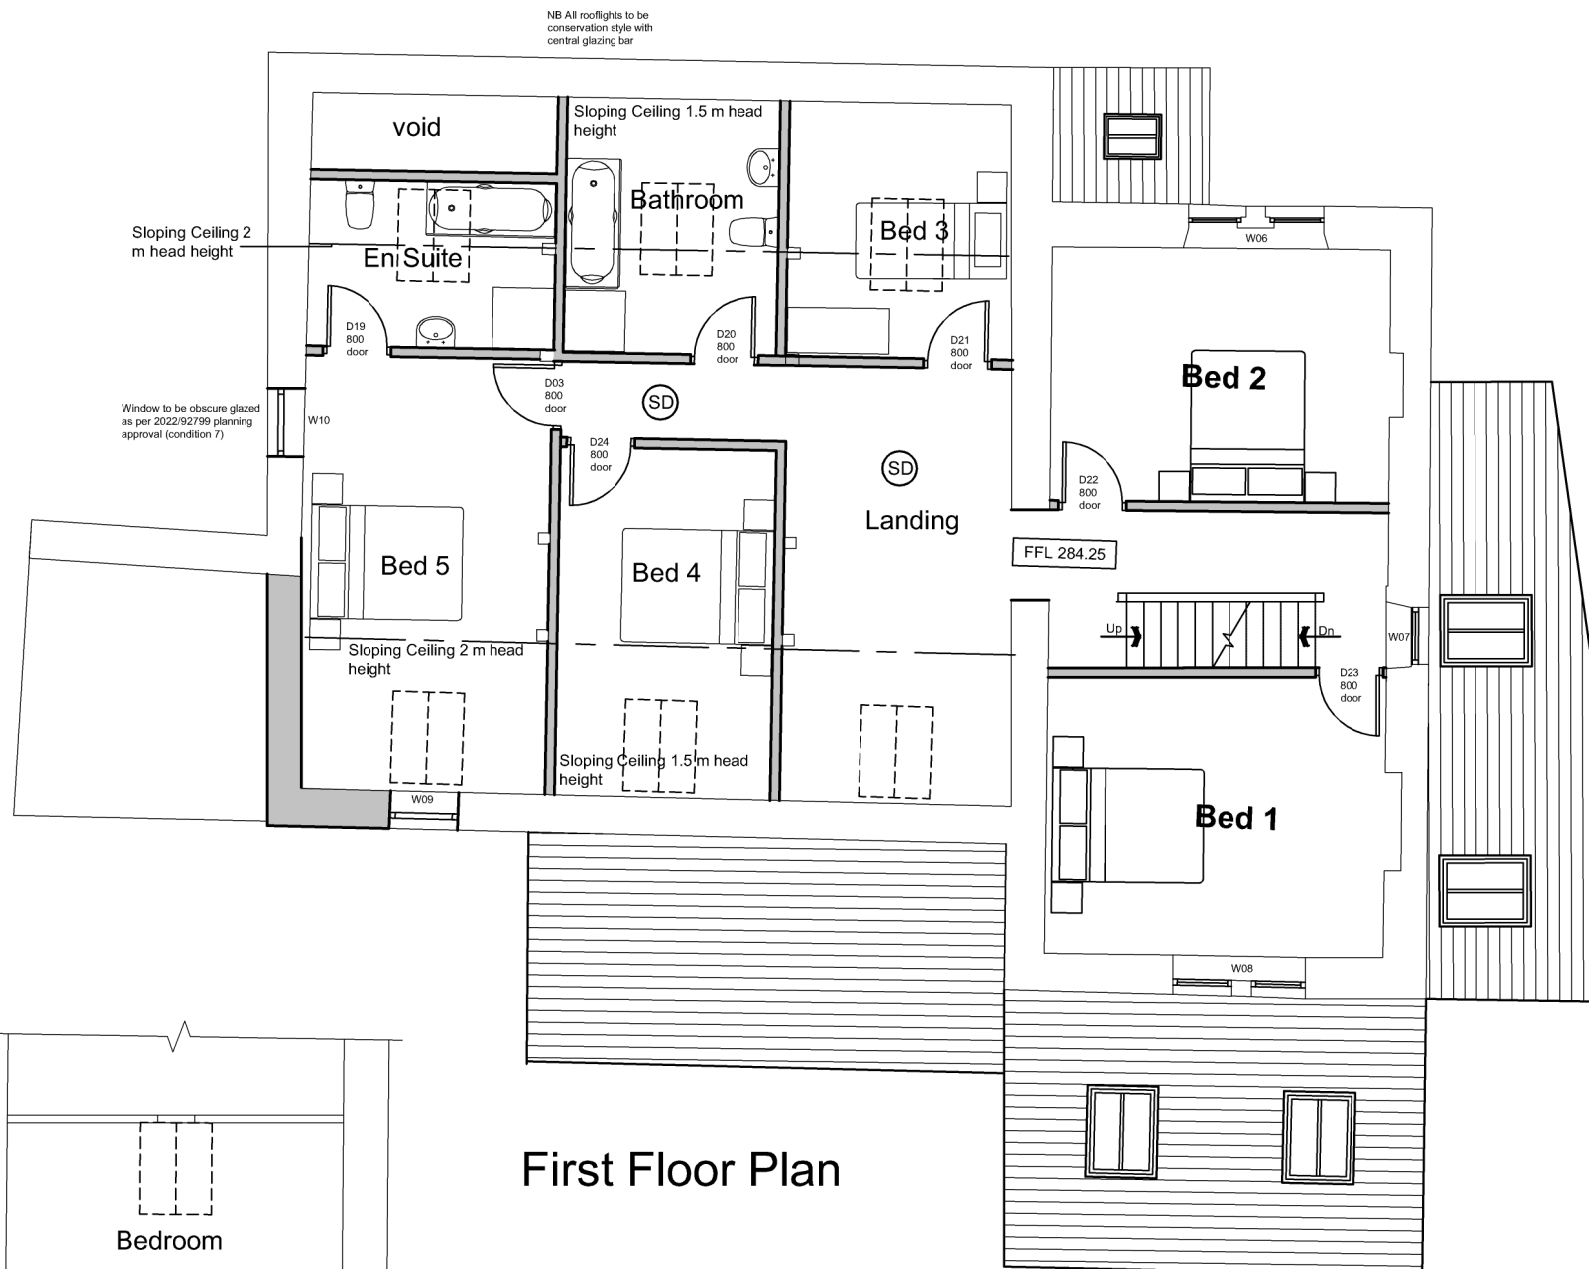 NB All rooflights to be
conservation style with
central glazing bar
void
Sloping Ceiling 1.5 m head
height
Bathroom
Bed 3
Sloping Ceiling 2
m head height
En Suite
W06
D19
800
door
D20
800
door
D21
800
door
Bed 2
D03
800
door
SD
Window to be obscure glazed
as per 2022/92799 planning
approval (condition 7)
W10
D24
800
door
SD
D22
800
door
Landing
FFL 284.25
Bed 5
Bed 4
Up
Dn
W07
Sloping Ceiling 2 m head
height
D23
800
door
Sloping Ceiling 1.5 m head
height
W09
Bed 1
W08
First Floor Plan
Bedroom